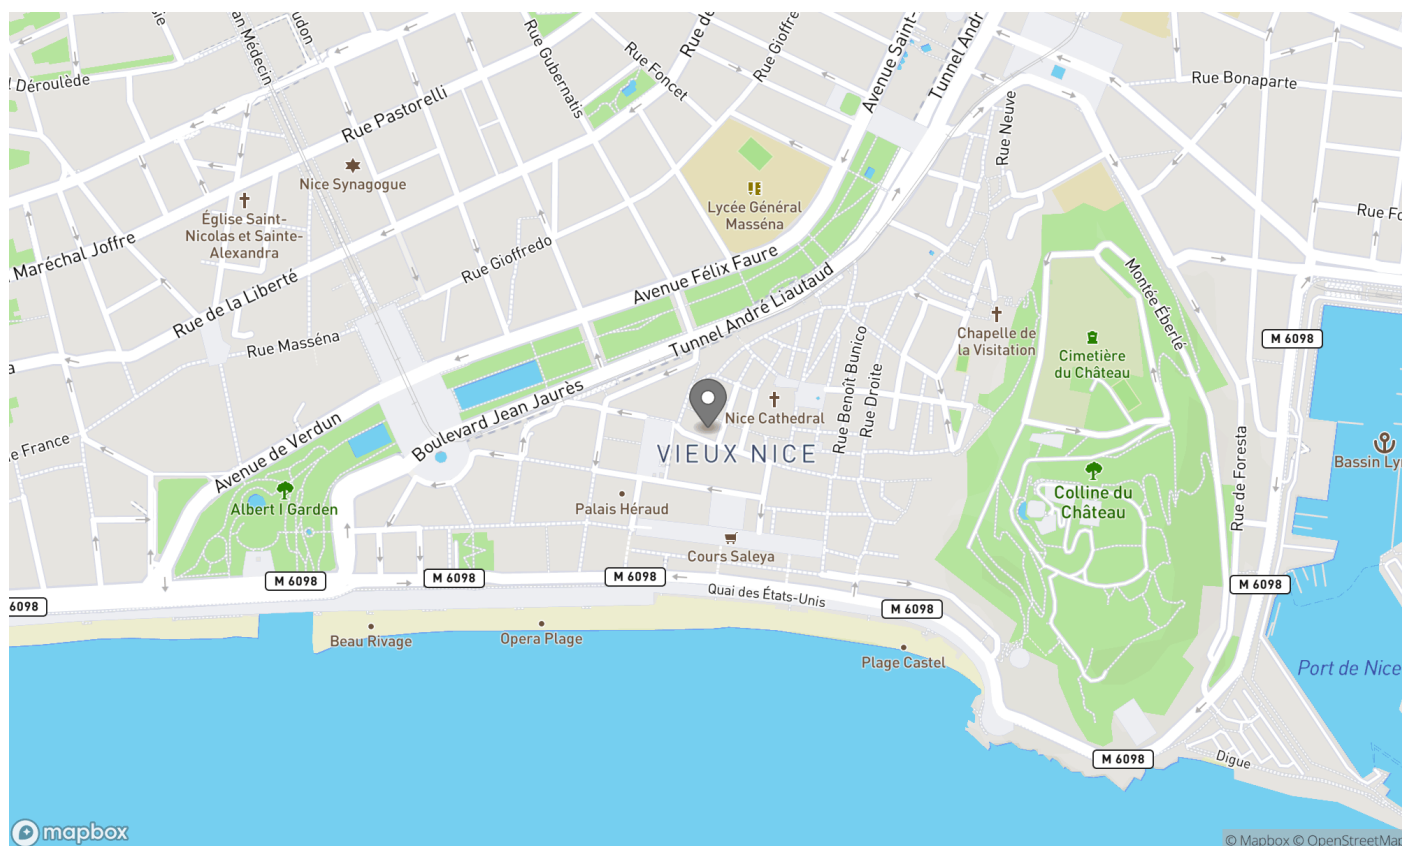 Déroulède
Rue Gubernatis
Rue Foncet
Rue de
Rue Gioffre
Avenue Saint-
Tunnel Andr
Rue Bonaparte
Rue Neuve
Rue Pastorelli
Nice Synagogue
Lycée Général
Masséna
Église Saint-
Nicolas et Sainte-
Alexandra
Maréchal Joffre
Rue Gioffredo
Avenue Félix Faure
Rue de la Liberté
Rue Masséna
Tunnel André Liautaud
Montée Éberlé
Chapelle de
la Visitation
Cimetière
du Château
M 6098
Rue Benoît Bunico
Rue Droite
Nice Cathedral
Boulevard Jean Jaurès
Avenue de Verdun
e France
VIEUX NICE
Bassin Ly
Rue de Foresta
Colline du
Château
Albert I Garden
Palais Héraud
Cours Saleya
M 6098
M 6098
M 6098
M 6098
6098
Quai des États-Unis
M 6098
Beau Rivage
Opera Plage
Plage Castel
Port de Nice
M 6098
Digue
mapbox
© Mapbox © OpenStreetMap